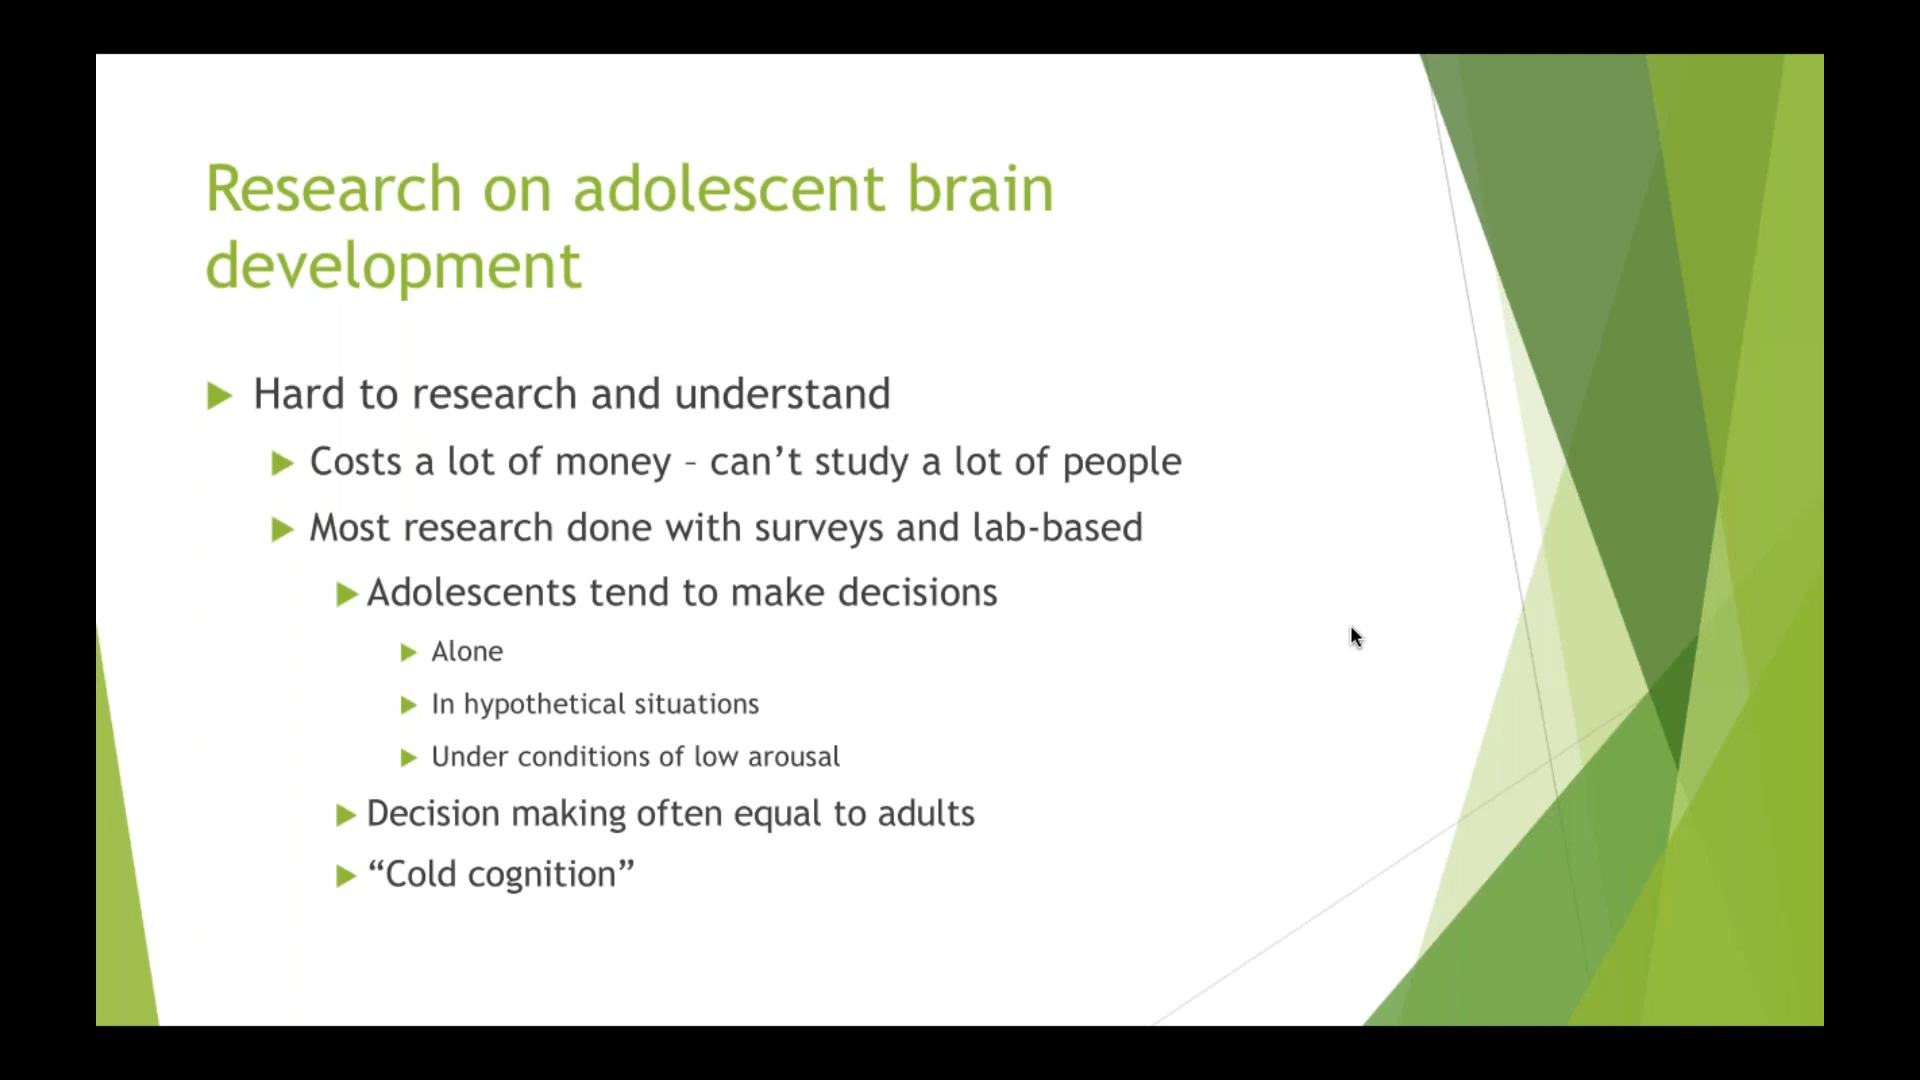 Research on adolescent brain
development
Hard to research and understand
Costs a lot of money – can’t study a lot of people
Most research done with surveys and lab-based
Adolescents tend to make decisions
Alone
In hypothetical situations
Under conditions of low arousal
Decision making often equal to adults
“Cold cognition”